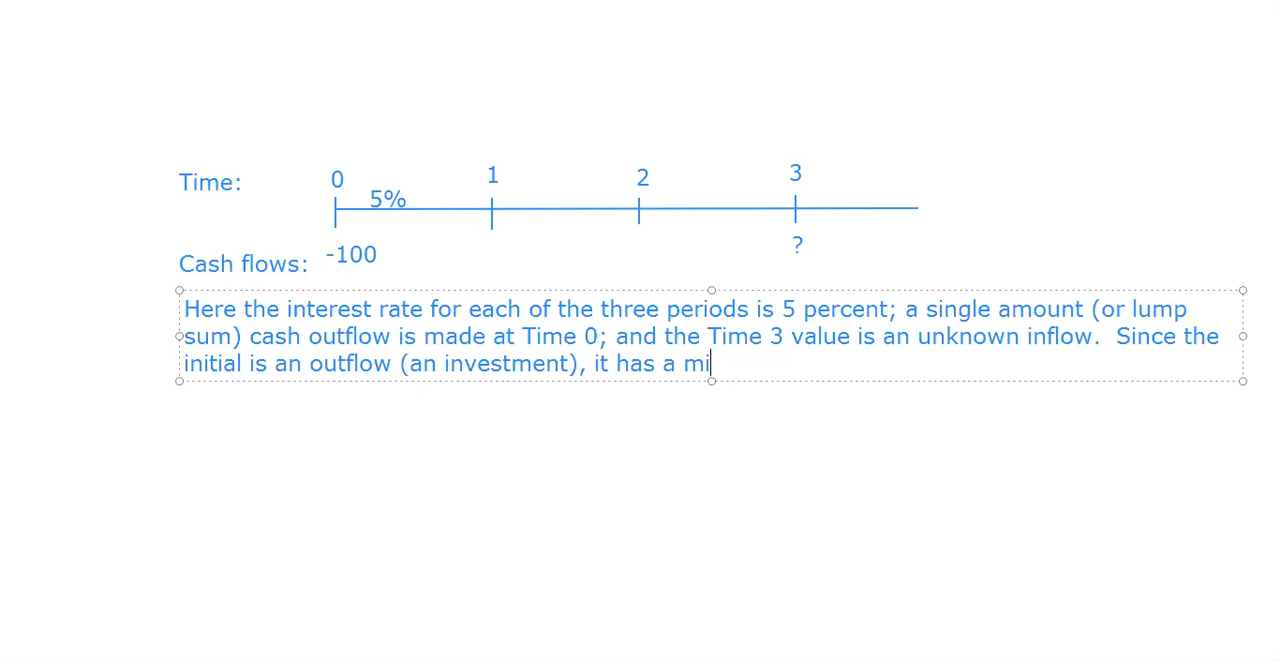 Time: 0 1 2 3
5%
Cash flows: -100 ?
Here the interest rate for each of the three periods is 5 percent; a single amount (or lump
sum) cash outflow is made at Time 0; and the Time 3 value is an unknown inflow.  Since the
initial is an outflow (an investment), it has a mi